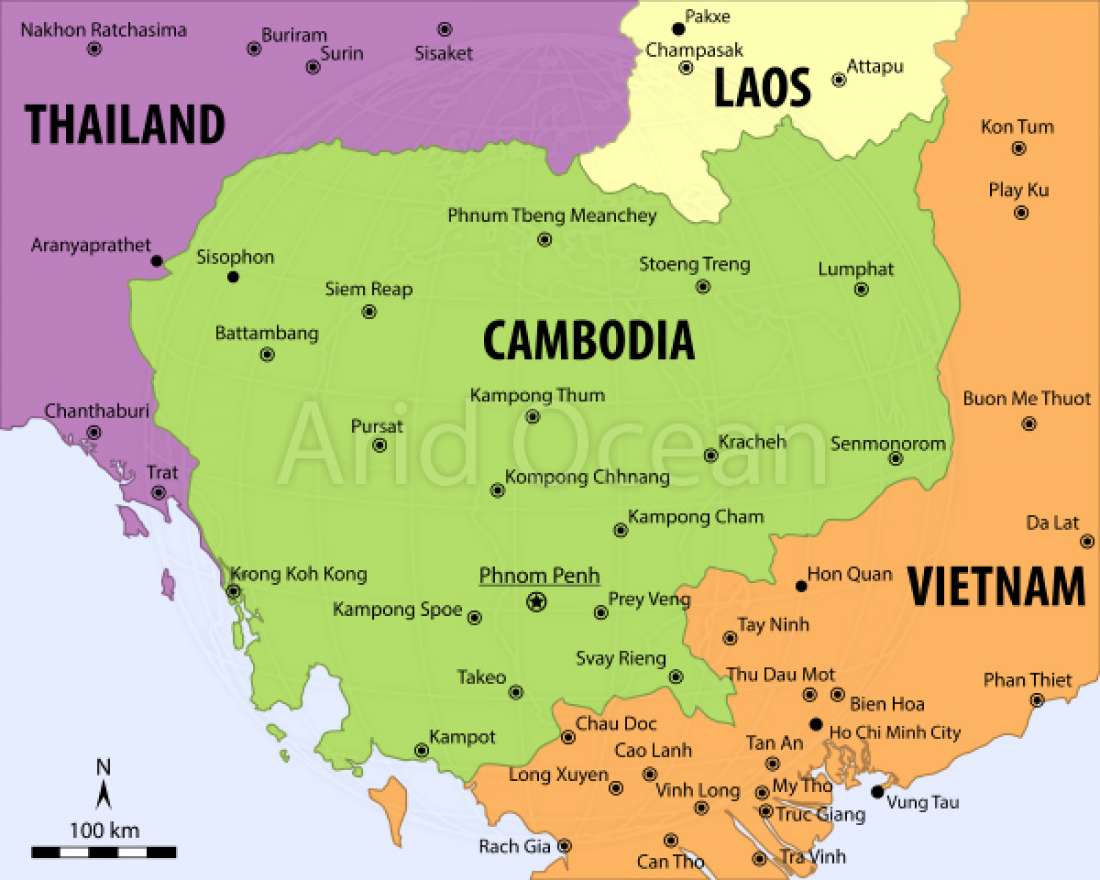 Nakhon Ratchasima
Buriram
Surin
Sisaket
Pakxe
Champasak
Attapu
LAOS
THAILAND
Kon Tum
Play Ku
Phnum Tbeng Meanchey
Aranyaprathet
Sisophon
Stoeng Treng
Lumphat
Siem Reap
Battambang
CAMBODIA
Kampong Thum
Buon Me Thuot
Chanthaburi
Pursat
Arid Ocean
Kracheh
Senmonorom
Trat
Kompong Chhnang
Kampong Cham
Da Lat
Krong Koh Kong
Phnom Penh
Hon Quan
VIETNAM
Kampong Spoe
Prey Veng
Tay Ninh
Svay Rieng
Takeo
Thu Dau Mot
Phan Thiet
Bien Hoa
Chau Doc
Ho Chi Minh City
Kampot
Cao Lanh
Tan An
N
Long Xuyen
Vinh Long
My Tho
Vung Tau
Truc Giang
100 km
Rach Gia
Can Tho
Tra Vinh